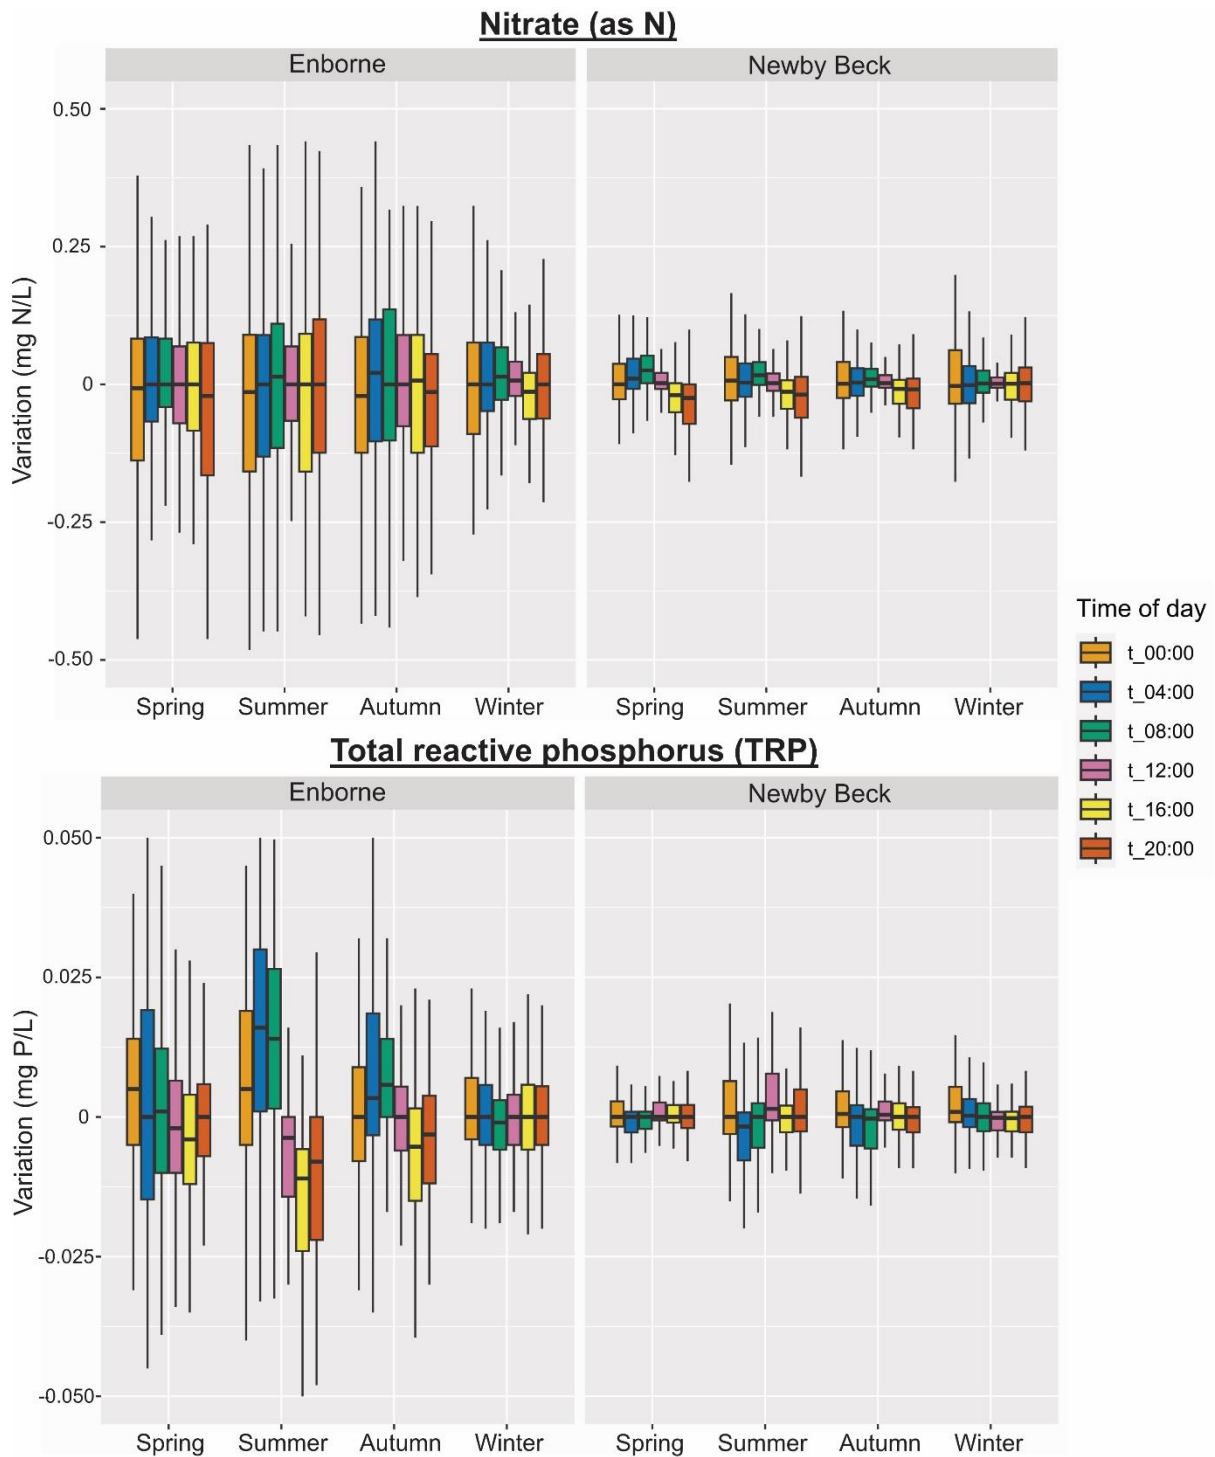 Nitrate (as N)
Enborne
Newby Beck
Variation (mg N/L)
0.50
0.25
0
-0.25
-0.50
Spring Summer Autumn Winter
Spring Summer Autumn Winter
Total reactive phosphorus (TRP)
Enborne
Newby Beck
Variation (mg P/L)
0.050
0.025
0
-0.025
-0.050
Spring Summer Autumn Winter
Spring Summer Autumn Winter
Time of day
t_00:00
t_04:00
t_08:00
t_12:00
t_16:00
t_20:00